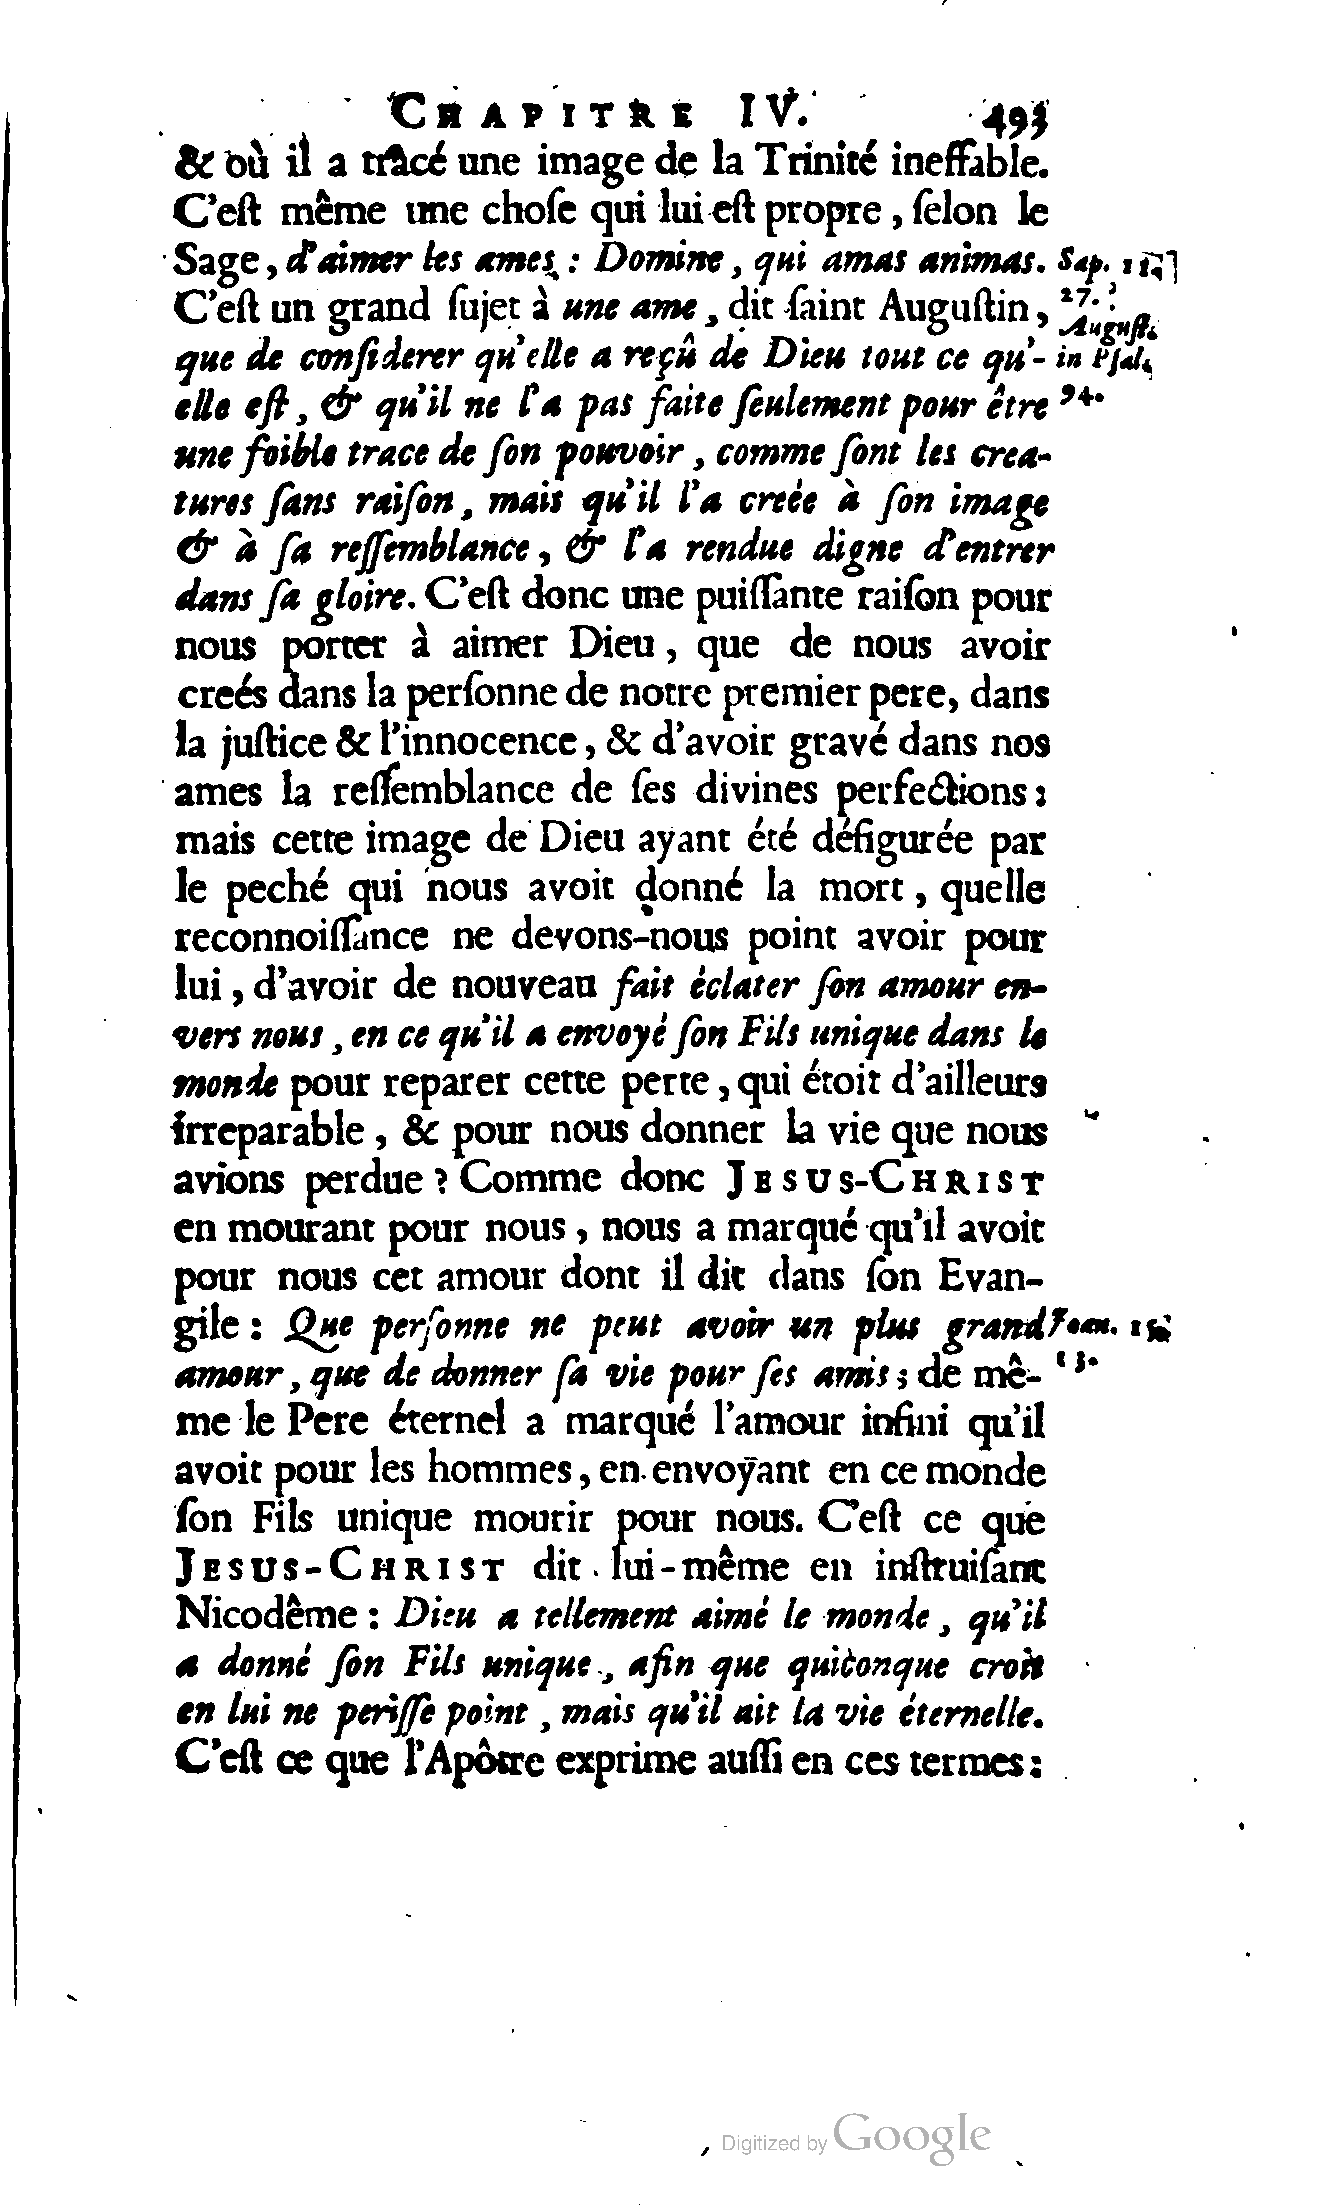 CHAPITRE IV. 493
& où il a tracé une image de la Trinité ineffable.
C'eſt même une choſe qui lui eſt propre, ſelon le
Sage, d'aimer les ames : Domine, qui amas animas.
Sap. 11.
27.
C'eſt un grand ſujet à une ame, dit ſaint Auguſtin,
Auguſt.
que de conſiderer qu'elle a reçû de Dieu tout ce qu'-
in Pſal.
elle eſt, & qu'il ne l'a pas faite ſeulement pour être
94.
une foible trace de ſon pouvoir, comme ſont les crea-
tures ſans raiſon, mais qu'il l'a creée à ſon image
& à ſa reſſemblance, & l'a rendue digne d'entrer
dans ſa gloire. C'eſt donc une puiſſante raiſon pour
nous porter à aimer Dieu, que de nous avoir
creés dans la perſonne de notre premier pere, dans
la juſtice & l'innocence, & d'avoir gravé dans nos
ames la reſſemblance de ſes divines perfections :
mais cette image de Dieu ayant été défigurée par
le peché qui nous avoit donné la mort, quelle
reconnoiſſance ne devons-nous point avoir pour
lui, d'avoir de nouveau fait éclater ſon amour en-
vers nous, en ce qu'il a envoyé ſon Fils unique dans le
monde pour reparer cette perte, qui étoit d'ailleurs
irreparable, & pour nous donner la vie que nous
avions perdue ? Comme donc JESUS-CHRIST
en mourant pour nous, nous a marqué qu'il avoit
pour nous cet amour dont il dit dans ſon Evan-
gile : Que perſonne ne peut avoir un plus grand
Joan. 15.
amour, que de donner ſa vie pour ſes amis ; de mê-
13.
me le Pere éternel a marqué l'amour infini qu'il
avoit pour les hommes, en envoyant en ce monde
ſon Fils unique mourir pour nous. C'eſt ce que
JESUS-CHRIST dit lui-même en inſtruiſant
Nicodême : Dieu a tellement aimé le monde, qu'il
a donné ſon Fils unique, afin que quiconque croit
en lui ne periſſe point, mais qu'il ait la vie éternelle.
C'eſt ce que l'Apôtre exprime auſſi en ces termes :
Digitized by Google